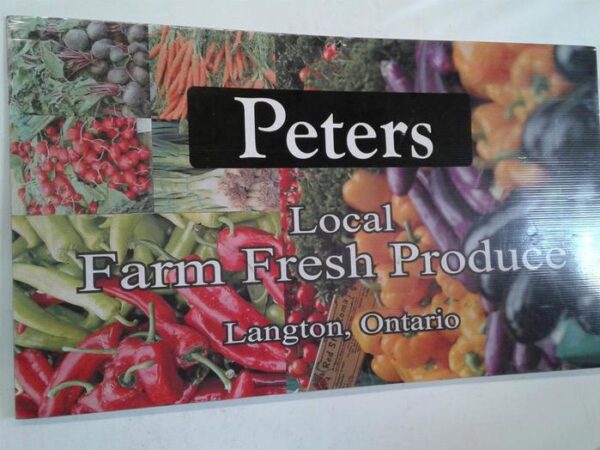 Peters
Local
Farm Fresh Produce
Langton, Ontario